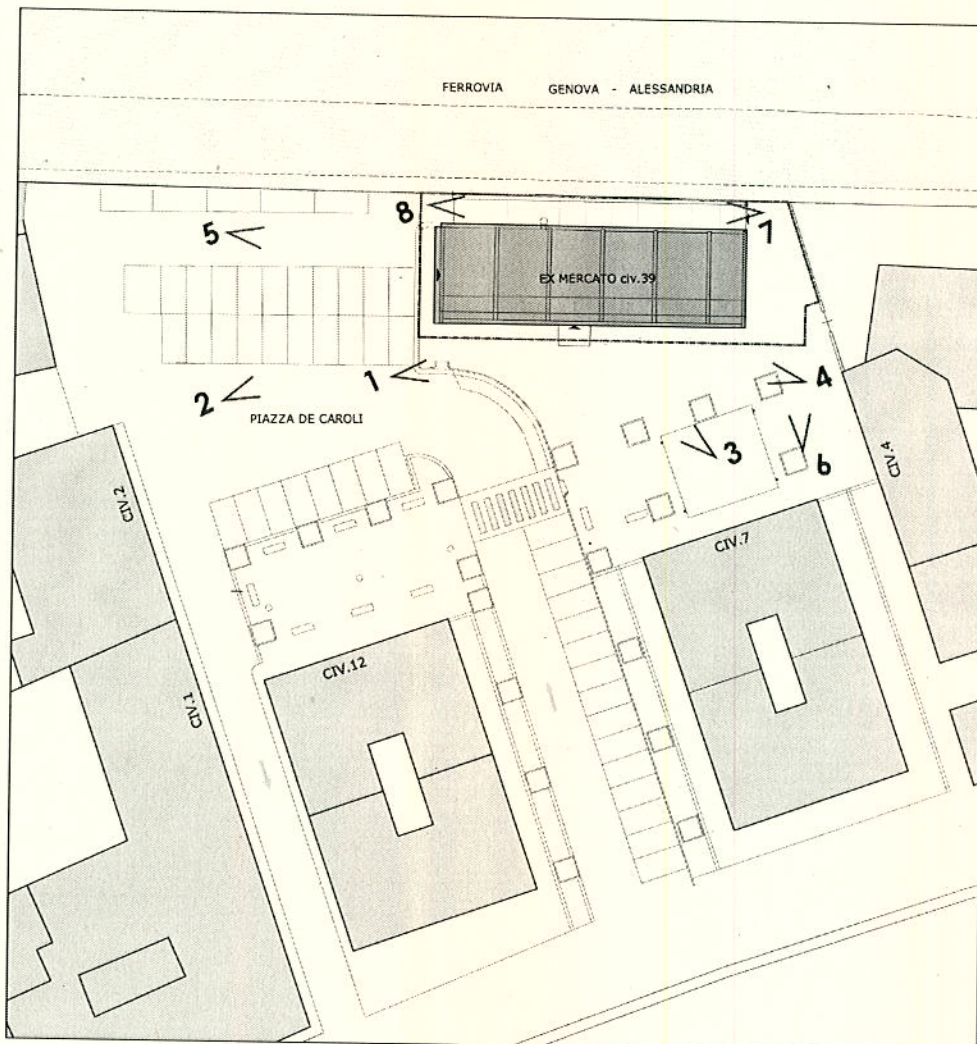 FERROVIA GENOVA - ALESSANDRIA
8
7
5
EX MERCATO civ.39
1
4
2
PIAZZA DE CAROLI
3
6
CIV.4
CIV.2
CIV.7
CIV.12
CIV.1